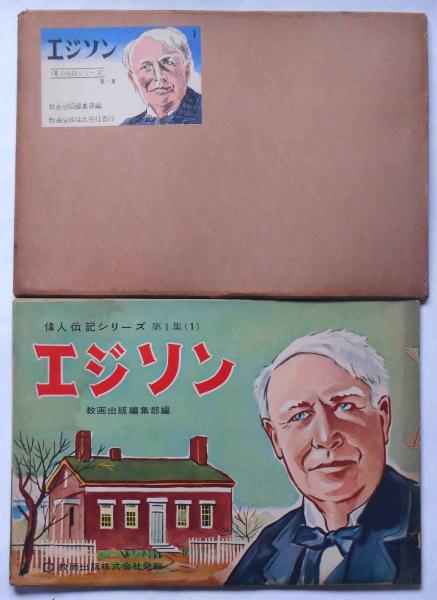 エジソン
1
偉人伝記シリーズ
第一集
教画出版編集部編
教画出版株式会社発行
偉人伝記シリーズ 第1集(1)
エジソン
教画出版編集部編
教画出版株式会社発行